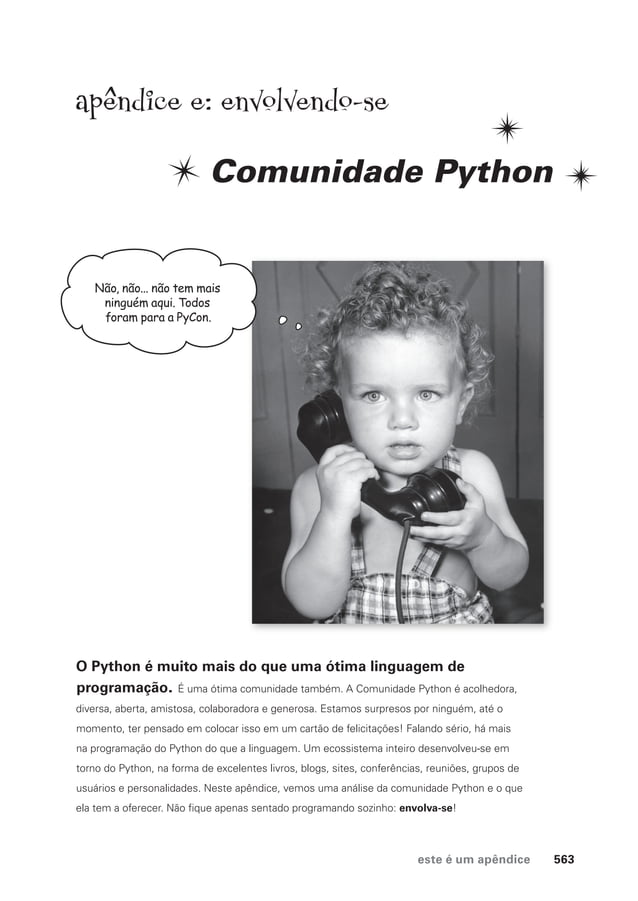 apêndice e: envolvendo-se
Comunidade Python
Não, não... não tem mais
ninguém aqui. Todos
foram para a PyCon.
O Python é muito mais do que uma ótima linguagem de
programação. É uma ótima comunidade também. A Comunidade Python é acolhedora,
diversa, aberta, amistosa, colaboradora e generosa. Estamos surpresos por ninguém, até o
momento, ter pensado em colocar isso em um cartão de felicitações! Falando sério, há mais
na programação do Python do que a linguagem. Um ecossistema inteiro desenvolveu-se em
torno do Python, na forma de excelentes livros, blogs, sites, conferências, reuniões, grupos de
usuários e personalidades. Neste apêndice, vemos uma análise da comunidade Python e o que
ela tem a oferecer. Não fique apenas sentado programando sozinho: envolva-se!
este é um apêndice 563